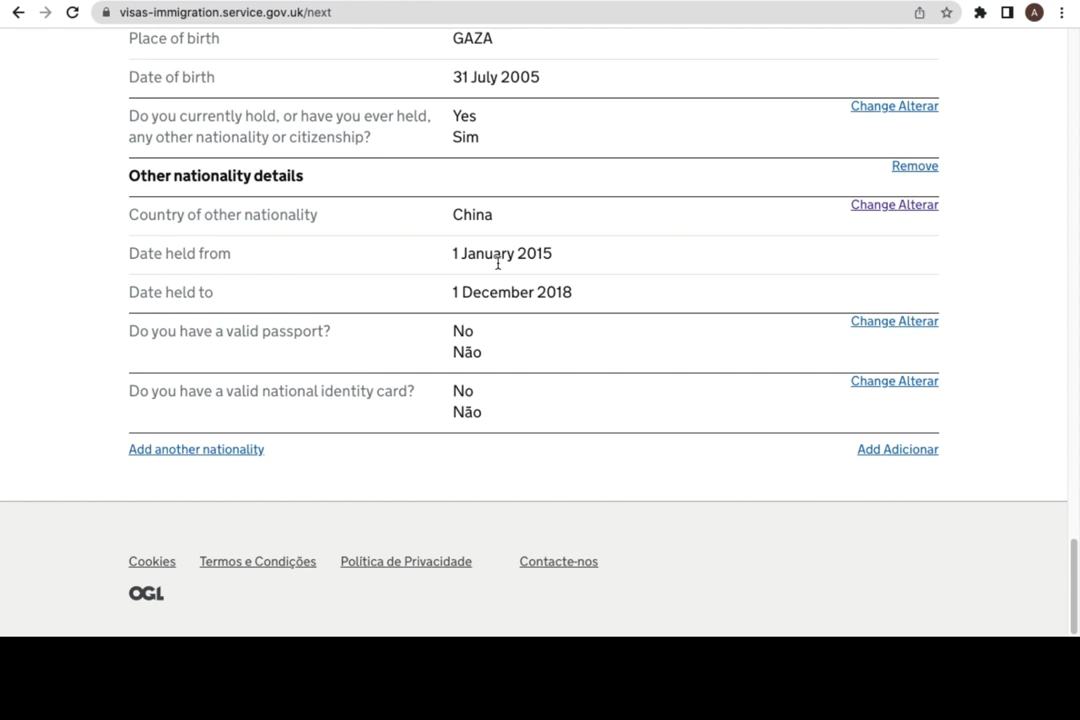 visas-immigration.service.gov.uk/next
A
Place of birth GAZA
Date of birth 31 July 2005
Do you currently hold, or have you ever held, Yes Change Alterar
any other nationality or citizenship? Sim
Remove
Other nationality details
Country of other nationality China Change Alterar
Date held from 1 January 2015
Date held to 1 December 2018
Do you have a valid passport? No Change Alterar
Não
Do you have a valid national identity card? No Change Alterar
Não
Add another nationality Add Adicionar
Cookies Termos e Condições Política de Privacidade Contacte-nos
OGL